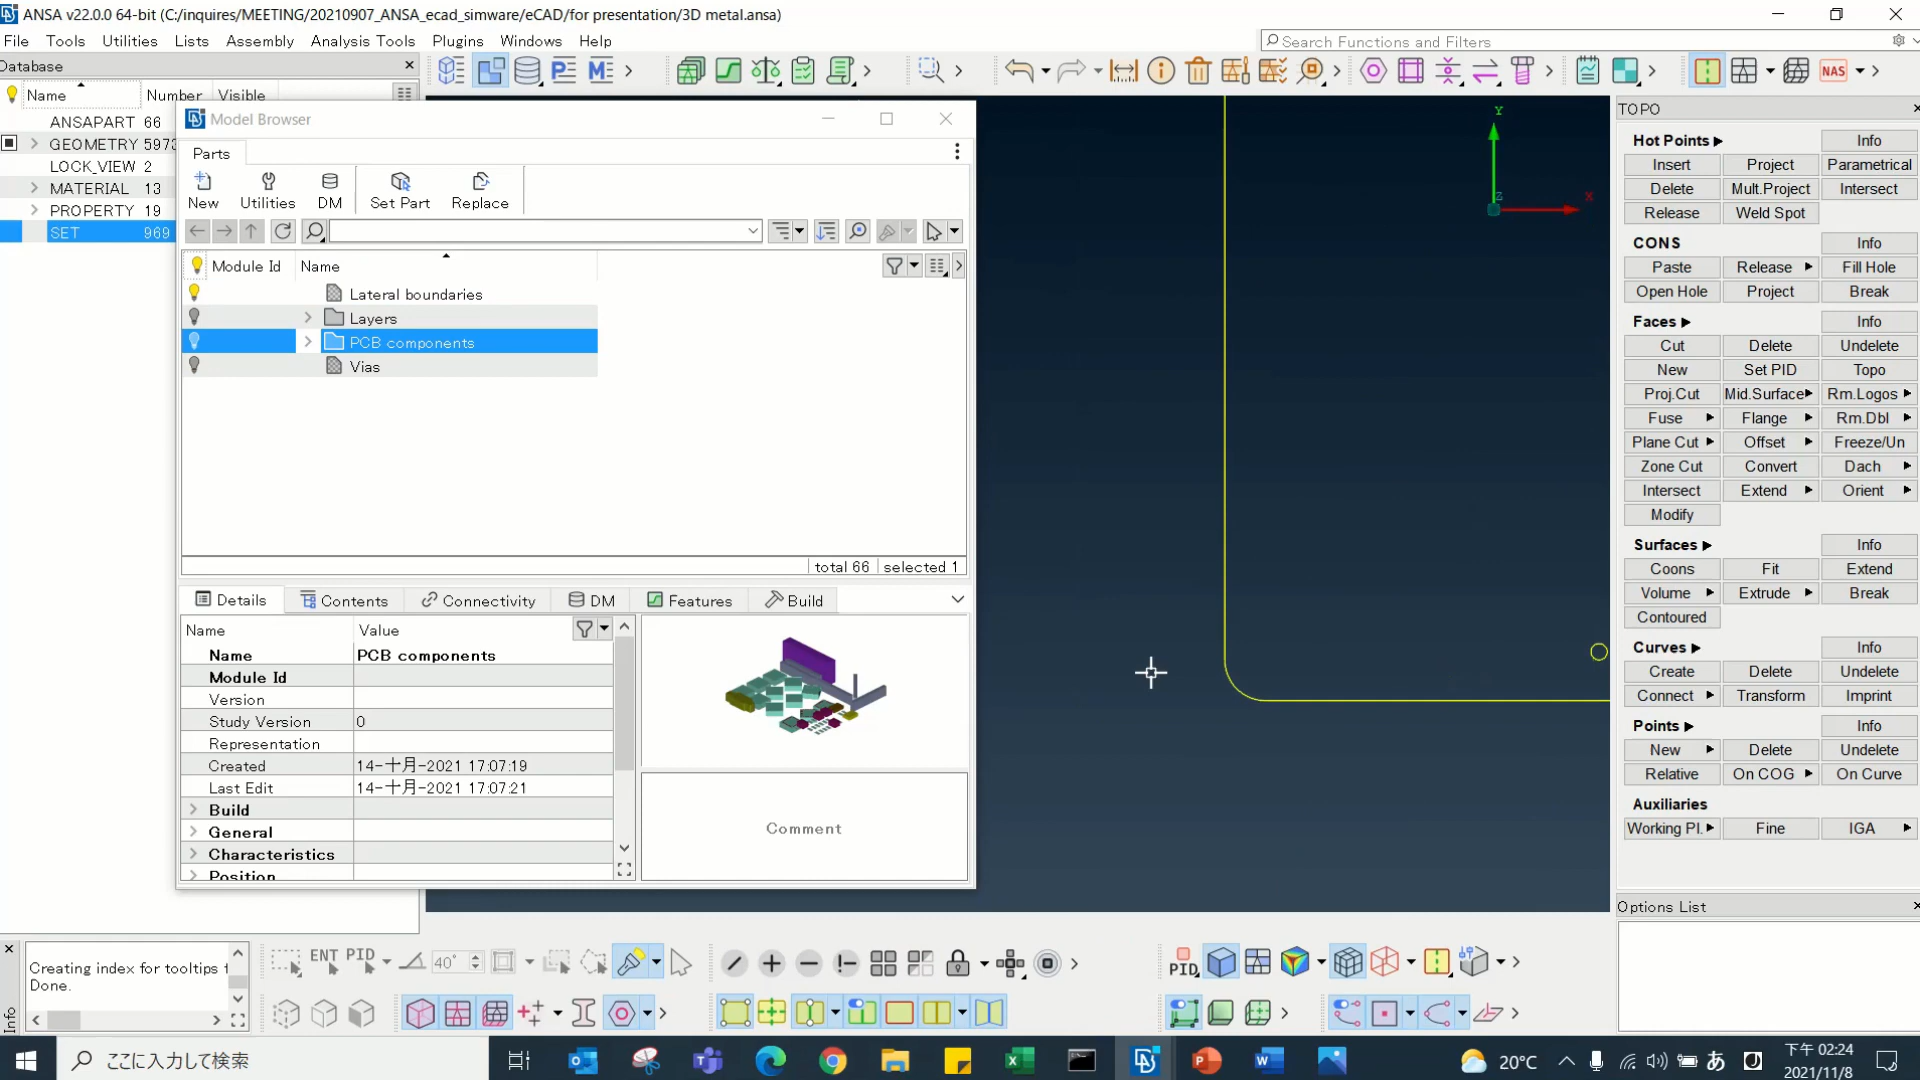 ANSA v22.0.0 64-bit (C:/inquires/MEETING/20210907_ANSA_ecad_simware/eCAD/for presentation/3D metal.ansa)
File Tools Utilities Lists Assembly Analysis Tools Plugins Windows Help
Search Functions and Filters
Database
Name Number Visible
ANSAPART 66
GEOMETRY 5973
LOCK_VIEW 2
MATERIAL 13
PROPERTY 19
SET 969
Model Browser
Parts
New Utilities DM Set Part Replace
Module Id Name
Lateral boundaries
Layers
PCB components
Vias
total 66 selected 1
Details Contents Connectivity DM Features Build
Name Value
Name PCB components
Module Id
Version
Study Version 0
Representation
Created 14-十月-2021 17:07:19
Last Edit 14-十月-2021 17:07:21
Build
General
Characteristics
Position
Comment
Y
Z
X
NAS
TOPO
Hot Points Info
Insert Project Parametrical
Delete Mult.Project Intersect
Release Weld Spot
CONS Info
Paste Release Fill Hole
Open Hole Project Break
Faces Info
Cut Delete Undelete
New Set PID Topo
Proj.Cut Mid.Surface Rm.Logos
Fuse Flange Rm.Dbl
Plane Cut Offset Freeze/Un
Zone Cut Convert Dach
Intersect Extend Orient
Modify
Surfaces Info
Coons Fit Extend
Volume Extrude Break
Contoured
Curves Info
Create Delete Undelete
Connect Transform Imprint
Points Info
New Delete Undelete
Relative On COG On Curve
Auxiliaries
Working Pl. Fine IGA
Options List
Info
Creating index for tooltips
Done.
ENT PID 40°
PID
ここに入力して検索
20°C
あ
下午 02:24
2021/11/8